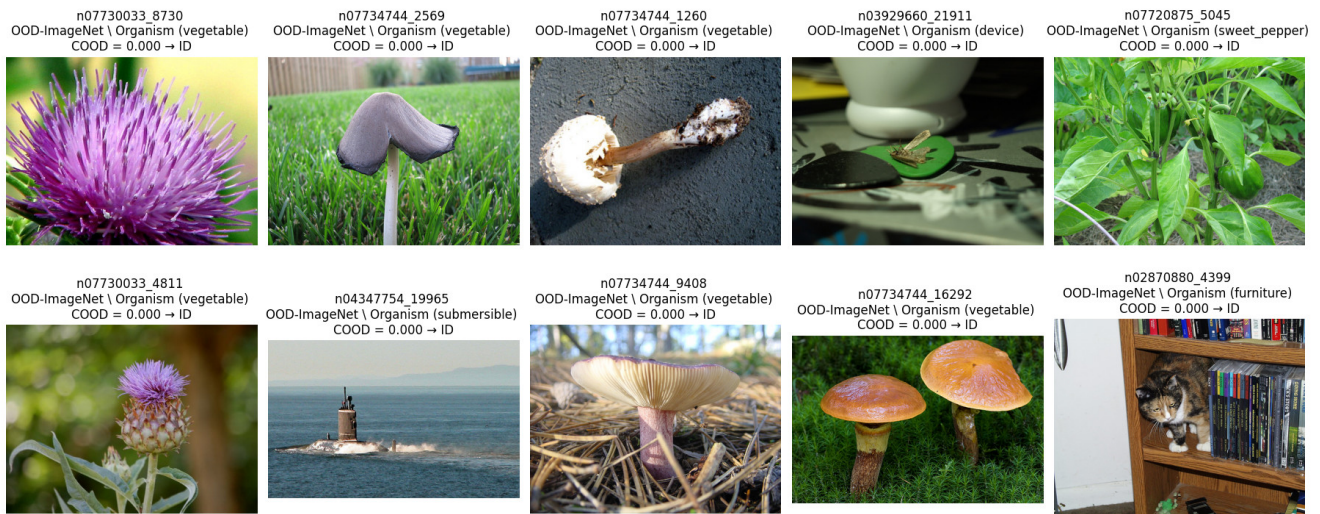 n07730033_8730
OOD-ImageNet \ Organism (vegetable)
COOD = 0.000 → ID
n07734744_2569
OOD-ImageNet \ Organism (vegetable)
COOD = 0.000 → ID
n07734744_1260
OOD-ImageNet \ Organism (vegetable)
COOD = 0.000 → ID
n03929660_21911
OOD-ImageNet \ Organism (device)
COOD = 0.000 → ID
n07720875_5045
OOD-ImageNet \ Organism (sweet_pepper)
COOD = 0.000 → ID
n07730033_4811
OOD-ImageNet \ Organism (vegetable)
COOD = 0.000 → ID
n04347754_19965
OOD-ImageNet \ Organism (submersible)
COOD = 0.000 → ID
n07734744_9408
OOD-ImageNet \ Organism (vegetable)
COOD = 0.000 → ID
n07734744_16292
OOD-ImageNet \ Organism (vegetable)
COOD = 0.000 → ID
n02870880_4399
OOD-ImageNet \ Organism (furniture)
COOD = 0.000 → ID